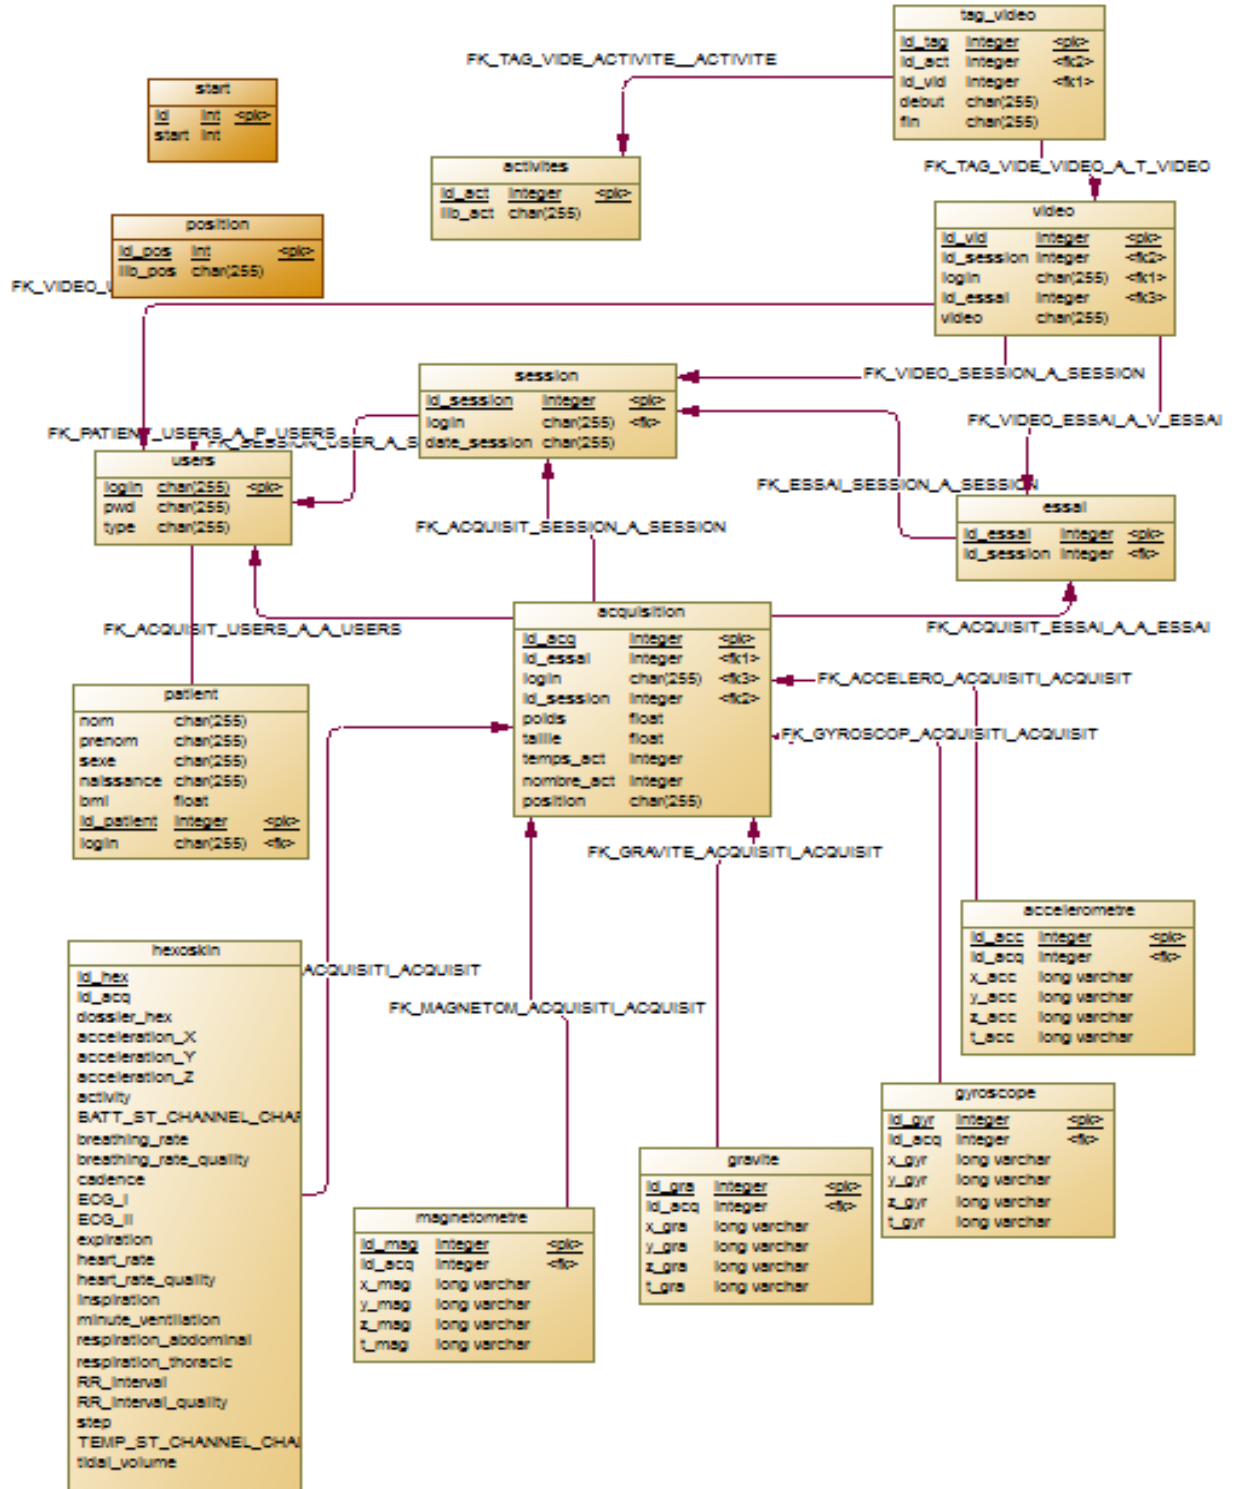 tag_video
id_tag Integer <pk>
id_act Integer <fk2>
id_vid Integer <fk1>
debut char(255)
fin char(255)
FK_TAG_VIDE_ACTIVITE__ACTIVITE
start
id int <pk>
start int
activites
id_act Integer <pk>
lib_act char(255)
FK_TAG_VIDE_VIDEO_A_T_VIDEO
video
id_vid Integer <pk>
id_session Integer <fk2>
login char(255) <fk1>
id_essai Integer <fk3>
video char(255)
position
id_pos int <pk>
lib_pos char(255)
FK_VIDEO_U
session
id_session Integer <pk>
login char(255) <fk>
date_session char(255)
FK_VIDEO_SESSION_A_SESSION
FK_VIDEO_ESSAI_A_V_ESSAI
FK_PATIENT_USERS_A_P_USERS
FK_SESSION_USER_A_S
users
login char(255) <pk>
pwd char(255)
type char(255)
FK_ESSAI_SESSION_A_SESSION
essai
id_essai Integer <pk>
id_session Integer <fk>
FK_ACQUISIT_SESSION_A_SESSION
FK_ACQUISIT_USERS_A_A_USERS
FK_ACQUISIT_ESSAI_A_A_ESSAI
acquisition
id_acq Integer <pk>
id_essai Integer <fk1>
login char(255) <fk3>
id_session Integer <fk2>
poids float
taille float
temps_act Integer
nombre_act Integer
position char(255)
FK_ACCELERO_ACQUISITI_ACQUISIT
FK_GYROSCOP_ACQUISITI_ACQUISIT
patient
nom char(255)
prenom char(255)
sexe char(255)
naissance char(255)
bmi float
id_patient Integer <pk>
login char(255) <fk>
FK_GRAVITE_ACQUISITI_ACQUISIT
accelerometre
id_acc Integer <pk>
id_acq Integer <fk>
x_acc long varchar
y_acc long varchar
z_acc long varchar
t_acc long varchar
hexoskin
id_hex
id_acq
dossier_hex
acceleration_X
acceleration_Y
acceleration_Z
activity
BATT_ST_CHANNEL_CHAR
breathing_rate
breathing_rate_quality
cadence
ECG_I
ECG_II
expiration
heart_rate
heart_rate_quality
inspiration
minute_ventilation
respiration_abdominal
respiration_thoracic
RR_interval
RR_interval_quality
step
TEMP_ST_CHANNEL_CHA
tidal_volume
ACQUISITI_ACQUISIT
FK_MAGNETOM_ACQUISITI_ACQUISIT
gyroscope
id_gyr Integer <pk>
id_acq Integer <fk>
x_gyr long varchar
y_gyr long varchar
z_gyr long varchar
t_gyr long varchar
gravite
id_gra Integer <pk>
id_acq Integer <fk>
x_gra long varchar
y_gra long varchar
z_gra long varchar
t_gra long varchar
magnetometre
id_mag Integer <pk>
id_acq Integer <fk>
x_mag long varchar
y_mag long varchar
z_mag long varchar
t_mag long varchar